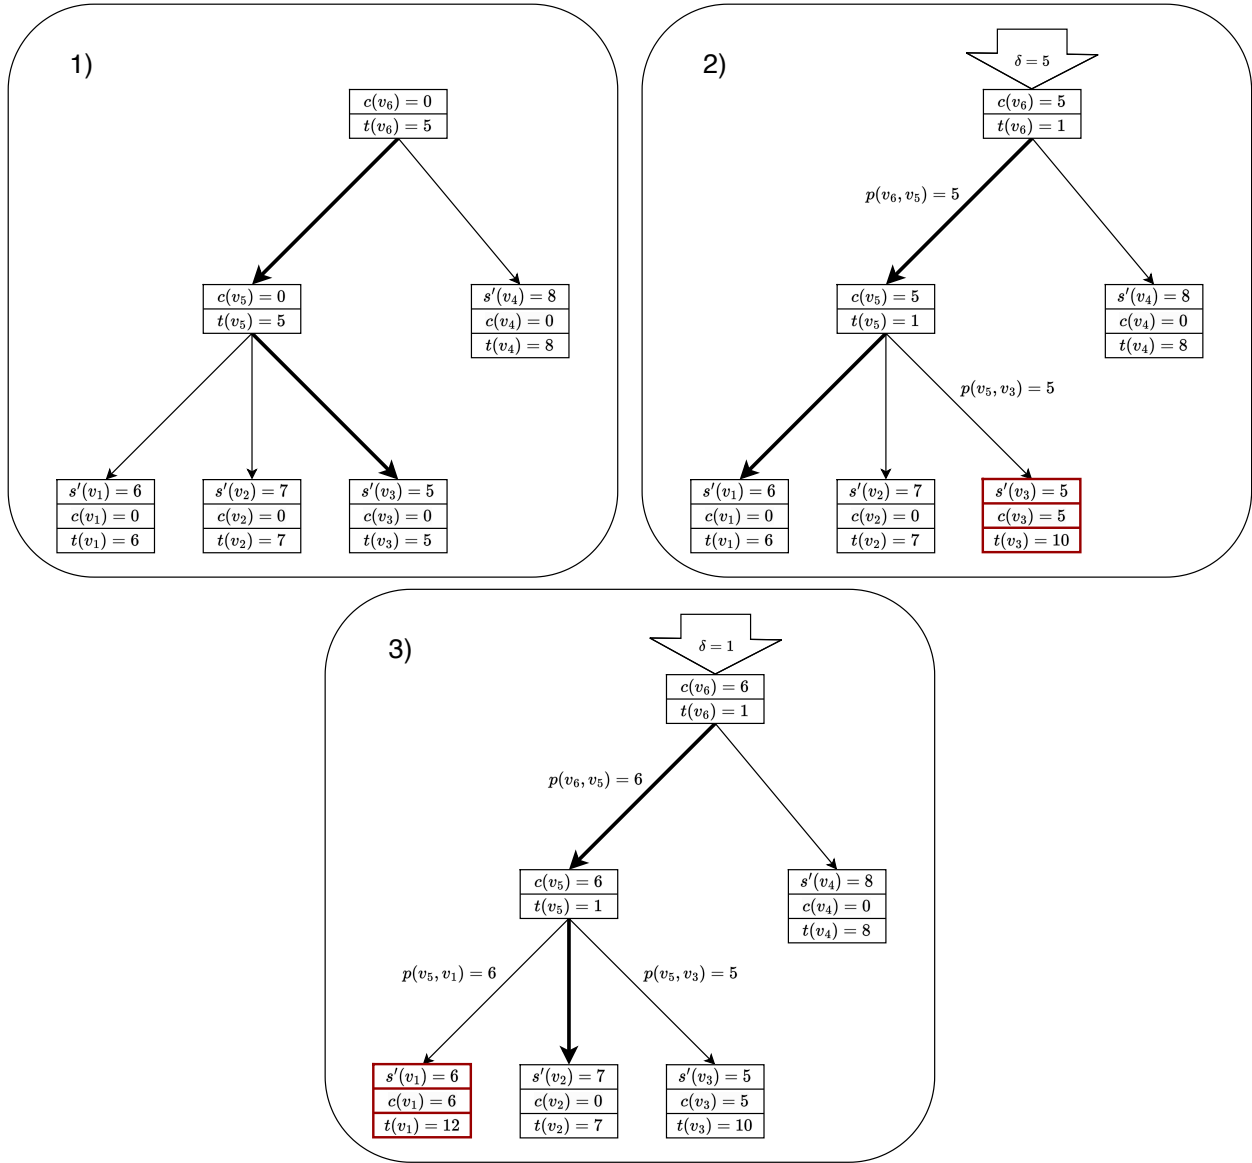 1)
c(v₆) = 0
t(v₆) = 5
c(v₅) = 0
t(v₅) = 5
s′(v₄) = 8
c(v₄) = 0
t(v₄) = 8
s′(v₁) = 6
c(v₁) = 0
t(v₁) = 6
s′(v₂) = 7
c(v₂) = 0
t(v₂) = 7
s′(v₃) = 5
c(v₃) = 0
t(v₃) = 5
2)
δ = 5
c(v₆) = 5
t(v₆) = 1
p(v₆, v₅) = 5
c(v₅) = 5
t(v₅) = 1
s′(v₄) = 8
c(v₄) = 0
t(v₄) = 8
p(v₅, v₃) = 5
s′(v₁) = 6
c(v₁) = 0
t(v₁) = 6
s′(v₂) = 7
c(v₂) = 0
t(v₂) = 7
s′(v₃) = 5
c(v₃) = 5
t(v₃) = 10
3)
δ = 1
c(v₆) = 6
t(v₆) = 1
p(v₆, v₅) = 6
c(v₅) = 6
t(v₅) = 1
s′(v₄) = 8
c(v₄) = 0
t(v₄) = 8
p(v₅, v₁) = 6
p(v₅, v₃) = 5
s′(v₁) = 6
c(v₁) = 6
t(v₁) = 12
s′(v₂) = 7
c(v₂) = 0
t(v₂) = 7
s′(v₃) = 5
c(v₃) = 5
t(v₃) = 10